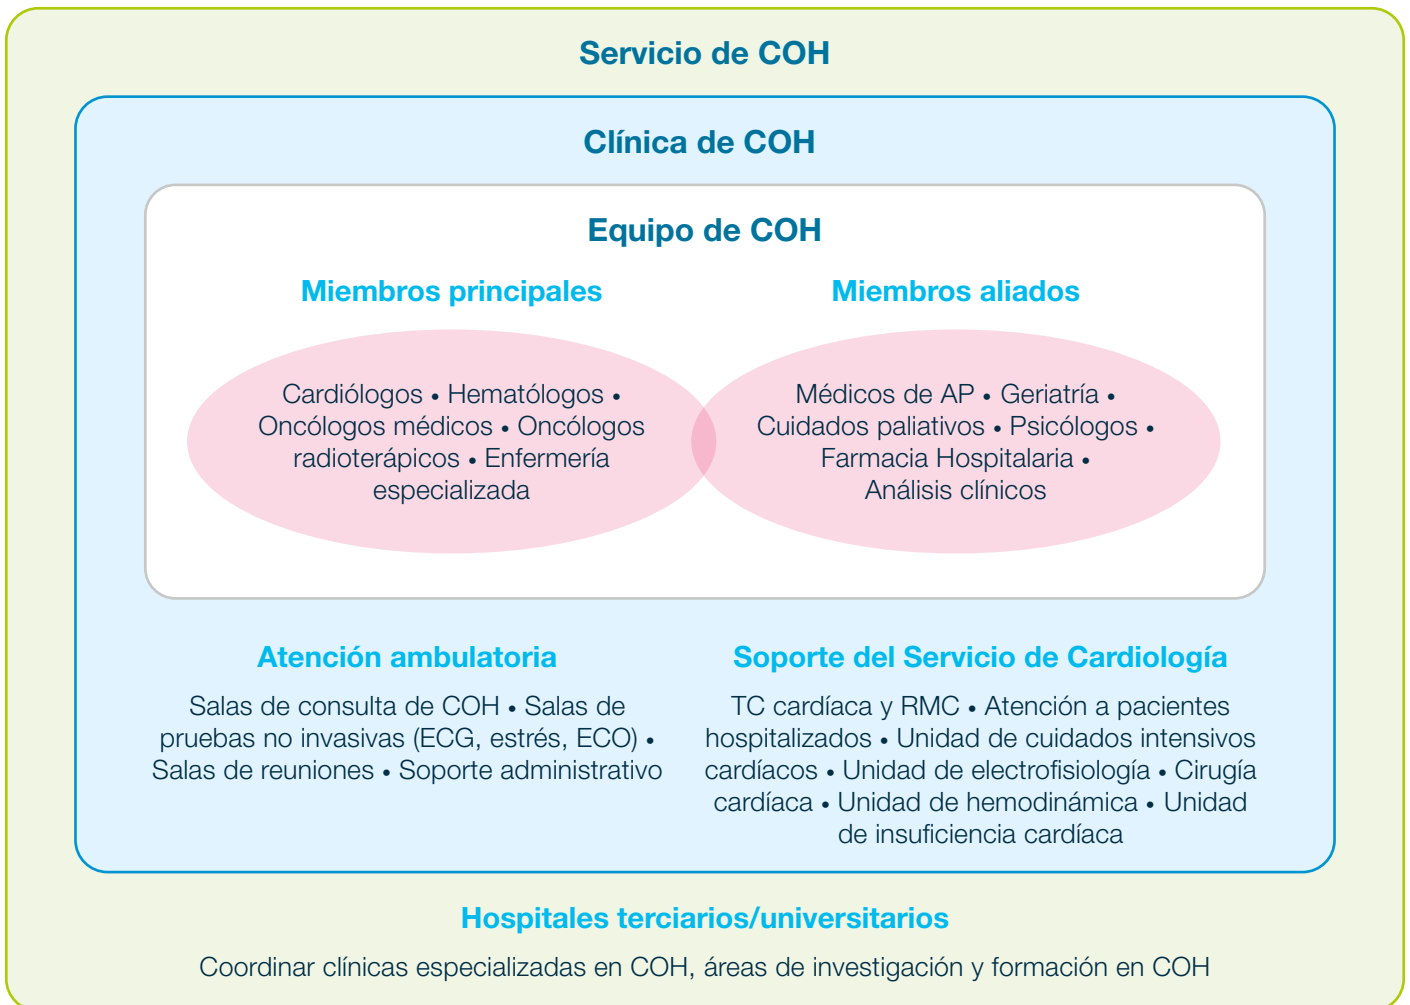 Servicio de COH
Clínica de COH
Equipo de COH
Miembros principales
Cardiólogos • Hematólogos •
Oncólogos médicos • Oncólogos
radioterápicos • Enfermería
especializada
Miembros aliados
Médicos de AP • Geriatría •
Cuidados paliativos • Psicólogos •
Farmacia Hospitalaria •
Análisis clínicos
Atención ambulatoria
Salas de consulta de COH • Salas de
pruebas no invasivas (ECG, estrés, ECO) •
Salas de reuniones • Soporte administrativo
Soporte del Servicio de Cardiología
TC cardíaca y RMC • Atención a pacientes
hospitalizados • Unidad de cuidados intensivos
cardíacos • Unidad de electrofisiología • Cirugía
cardíaca • Unidad de hemodinámica • Unidad
de insuficiencia cardíaca
Hospitales terciarios/universitarios
Coordinar clínicas especializadas en COH, áreas de investigación y formación en COH